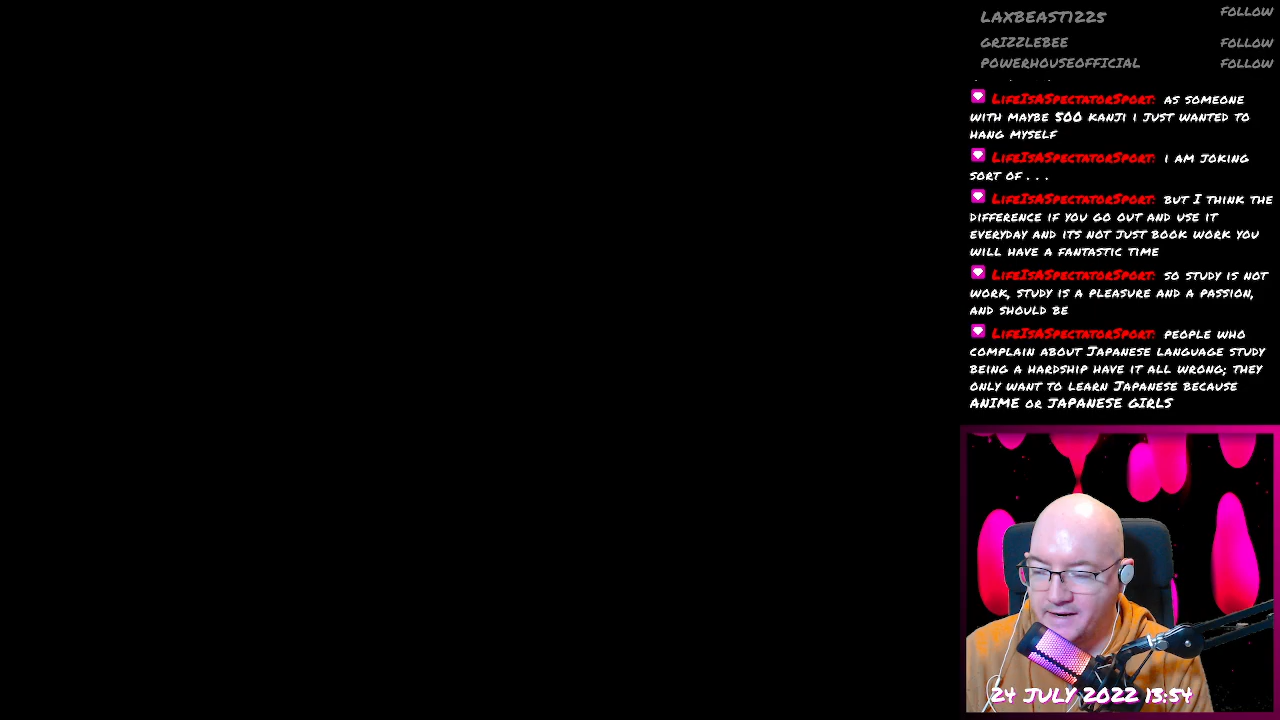 LAXBEAST1225 FOLLOW
GRIZZLEBEE FOLLOW
POWERHOUSEOFFICIAL FOLLOW
LifeIsASpectatorSport: as someone
with maybe 500 kanji i just wanted to
hang myself
LifeIsASpectatorSport: i am joking
sort of . . .
LifeIsASpectatorSport: but I think the
difference if you go out and use it
everyday and its not just book work you
will have a fantastic time
LifeIsASpectatorSport: so study is not
work, study is a pleasure and a passion,
and should be
LifeIsASpectatorSport: people who
complain about Japanese language study
being a hardship have it all wrong; they
only want to learn Japanese because
ANIME or JAPANESE GIRLS
24 JULY 2022 13:54